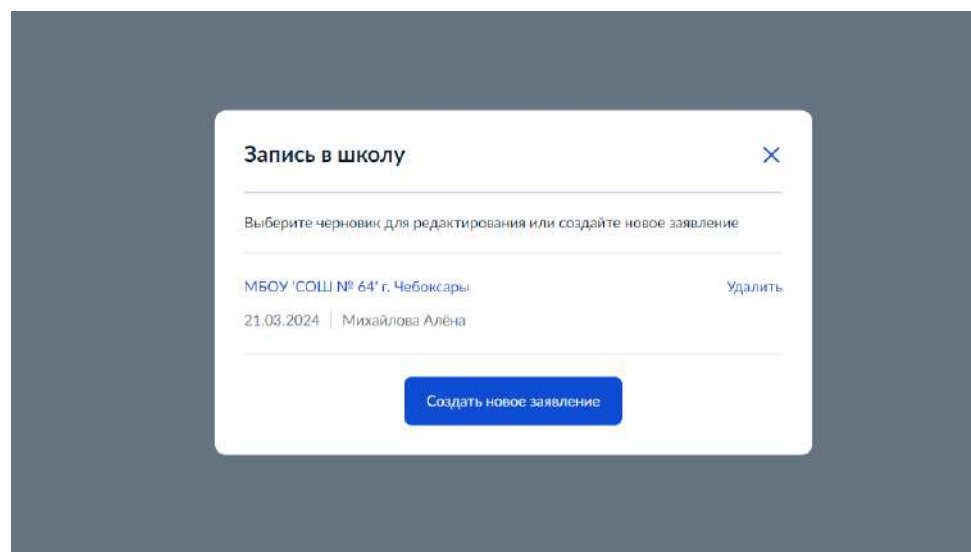 Запись в школу
Выберите черновик для редактирования или создайте новое заявление
МБОУ 'СОШ № 64' г. Чебоксары
Удалить
21.03.2024 | Михайлова Алёна
Создать новое заявление